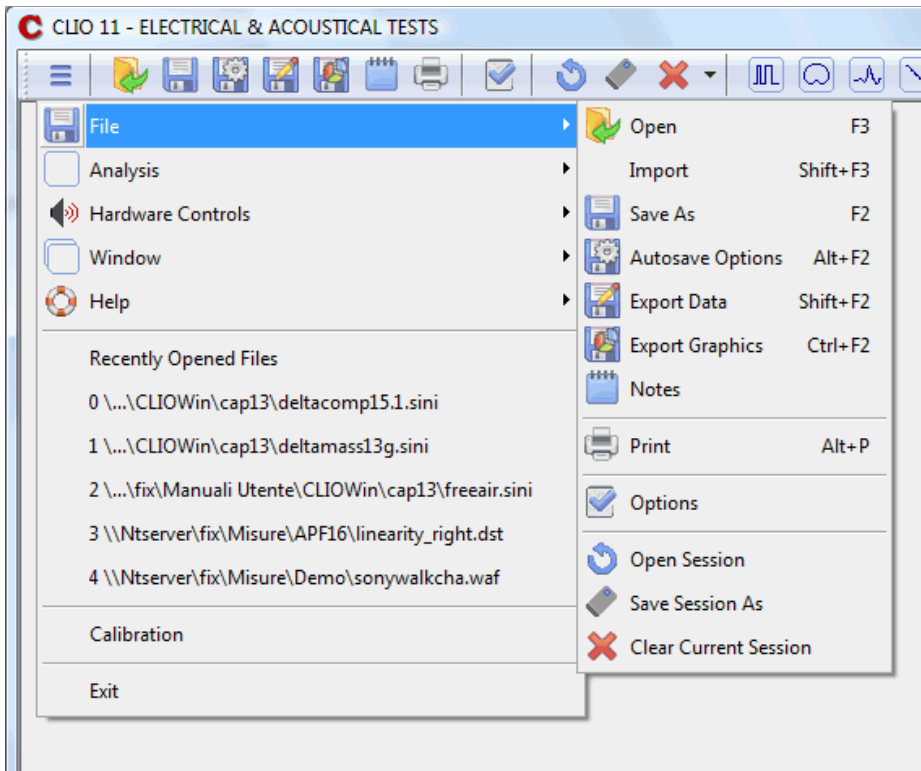 CLIO 11 - ELECTRICAL & ACOUSTICAL TESTS
File
Analysis
Hardware Controls
Window
Help
Recently Opened Files
0 \...\CLIOWin\cap13\deltacomp15.1.sini
1 \...\CLIOWin\cap13\deltamass13g.sini
2 \...\fix\Manuali Utente\CLIOWin\cap13\freeair.sini
3 \\Ntserver\fix\Misure\APF16\linearity_right.dst
4 \\Ntserver\fix\Misure\Demo\sonywalkcha.waf
Calibration
Exit
Open F3
Import Shift+F3
Save As F2
Autosave Options Alt+F2
Export Data Shift+F2
Export Graphics Ctrl+F2
Notes
Print Alt+P
Options
Open Session
Save Session As
Clear Current Session